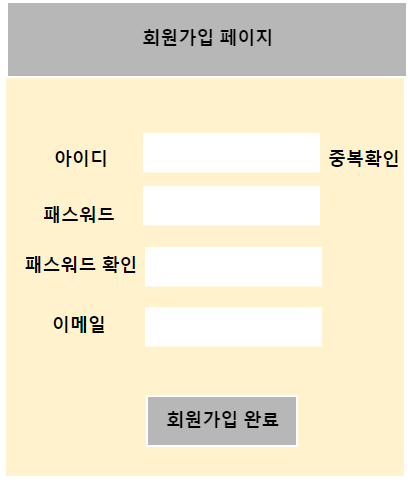 회원가입 페이지
아이디 중복확인
패스워드
패스워드 확인
이메일
회원가입 완료